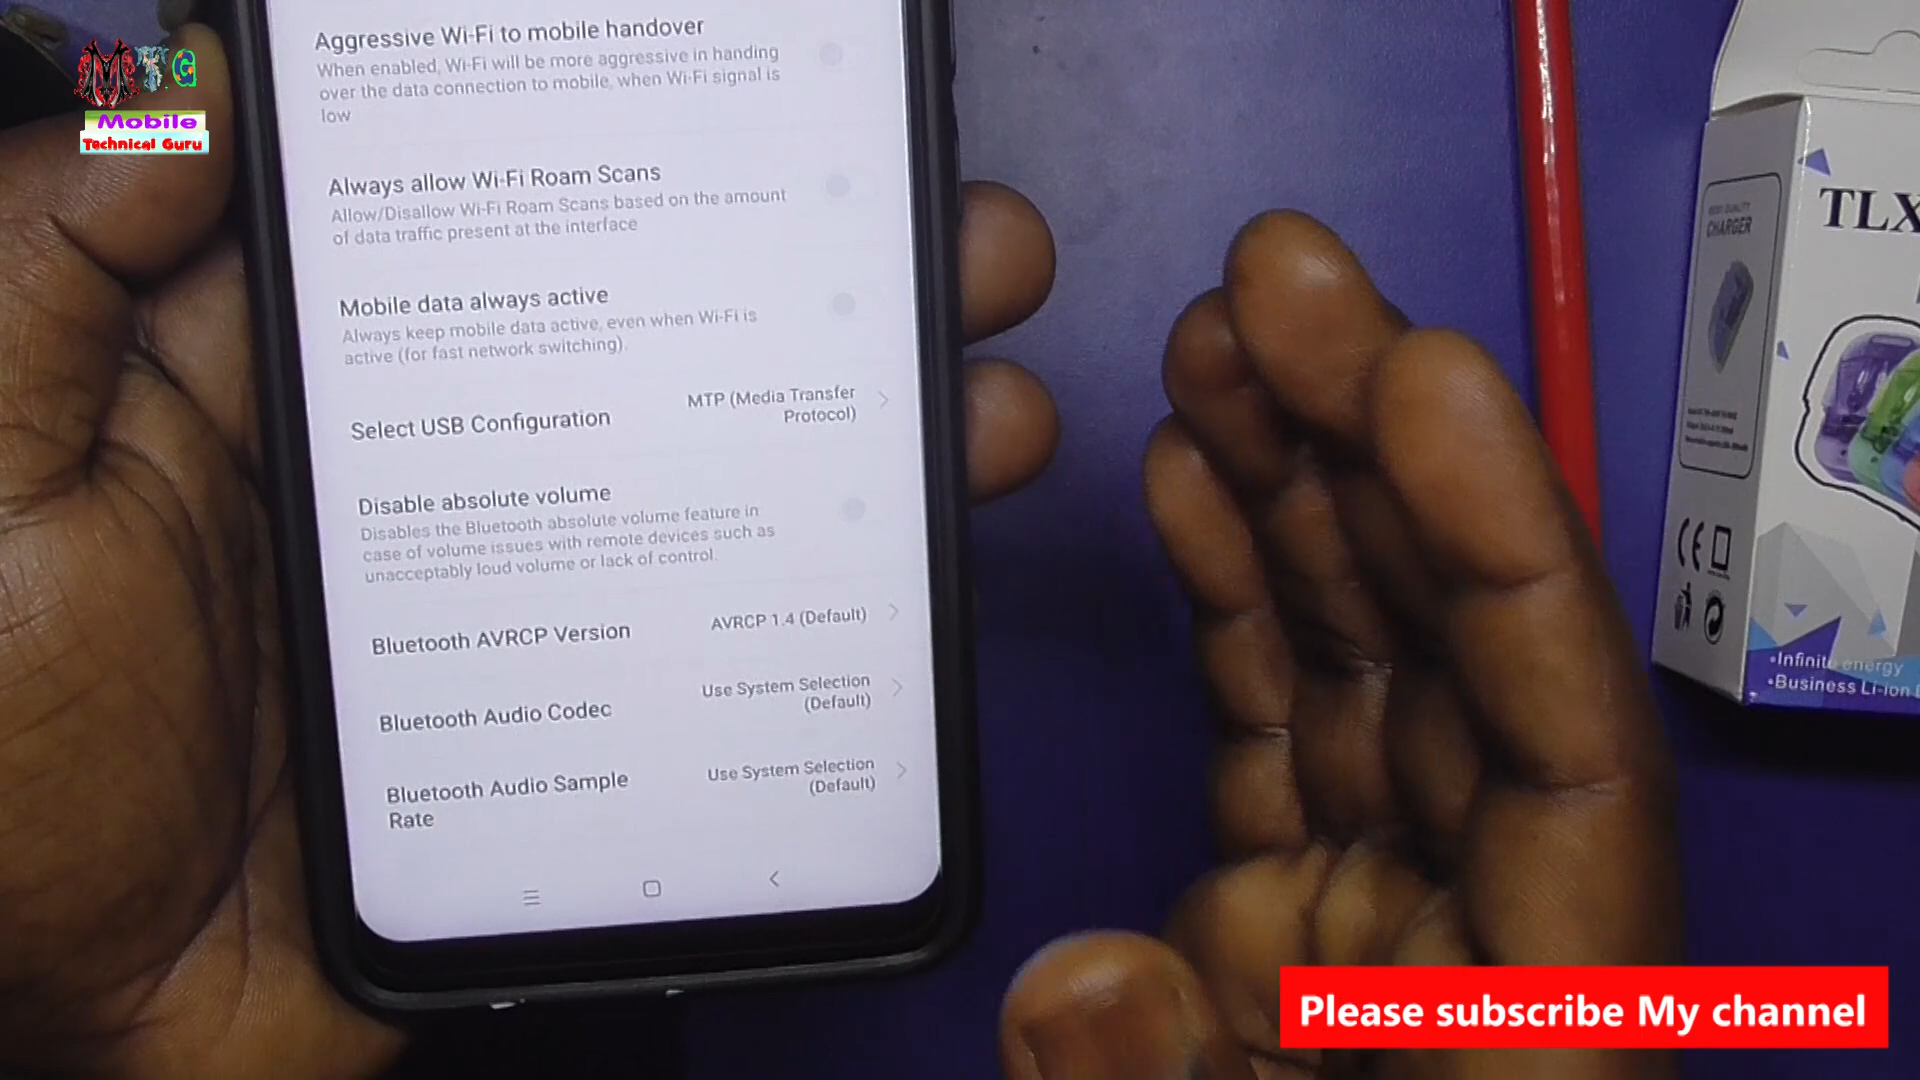 MTG
Mobile
Technical Guru
Aggressive Wi-Fi to mobile handover
When enabled, Wi-Fi will be more aggressive in handing
over the data connection to mobile, when Wi-Fi signal is
low
Always allow Wi-Fi Roam Scans
Allow/Disallow Wi-Fi Roam Scans based on the amount
of data traffic present at the interface
Mobile data always active
Always keep mobile data active, even when Wi-Fi is
active (for fast network switching).
Select USB Configuration
MTP (Media Transfer
Protocol)
Disable absolute volume
Disables the Bluetooth absolute volume feature in
case of volume issues with remote devices such as
unacceptably loud volume or lack of control.
Bluetooth AVRCP Version
AVRCP 1.4 (Default)
Bluetooth Audio Codec
Use System Selection
(Default)
Bluetooth Audio Sample
Rate
Use System Selection
(Default)
TLX
CHARGER
CE
•Infinite energy
•Business Li-ion
Please subscribe My channel